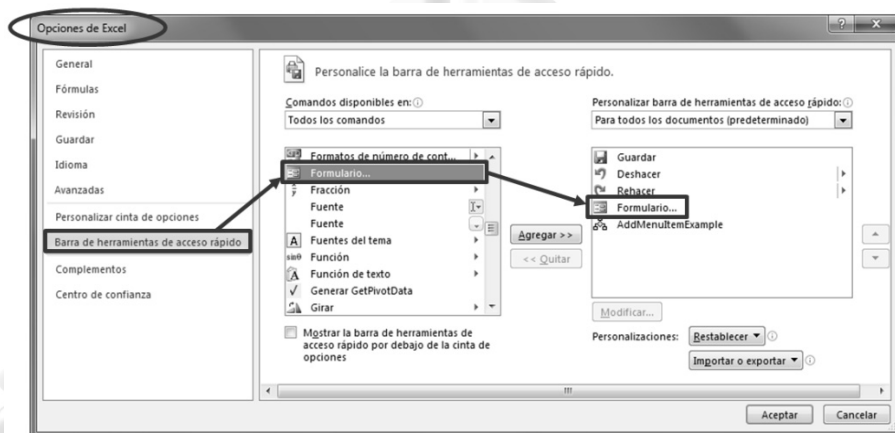 Opciones de Excel
General
Fórmulas
Revisión
Guardar
Idioma
Avanzadas
Personalizar cinta de opciones
Barra de herramientas de acceso rápido
Complementos
Centro de confianza
Personalice la barra de herramientas de acceso rápido.
Comandos disponibles en:
Todos los comandos
Formatos de número de cont...
Formulario...
Fracción
Fuente
Fuente
Fuentes del tema
Función
Función de texto
Generar GetPivotData
Girar
Mostrar la barra de herramientas de
acceso rápido por debajo de la cinta de
opciones
Agregar >>
<< Quitar
Personalizar barra de herramientas de acceso rápido:
Para todos los documentos (predeterminado)
Guardar
Deshacer
Rehacer
Formulario...
AddMenuItemExample
Modificar...
Personalizaciones: Restablecer
Importar o exportar
Aceptar Cancelar